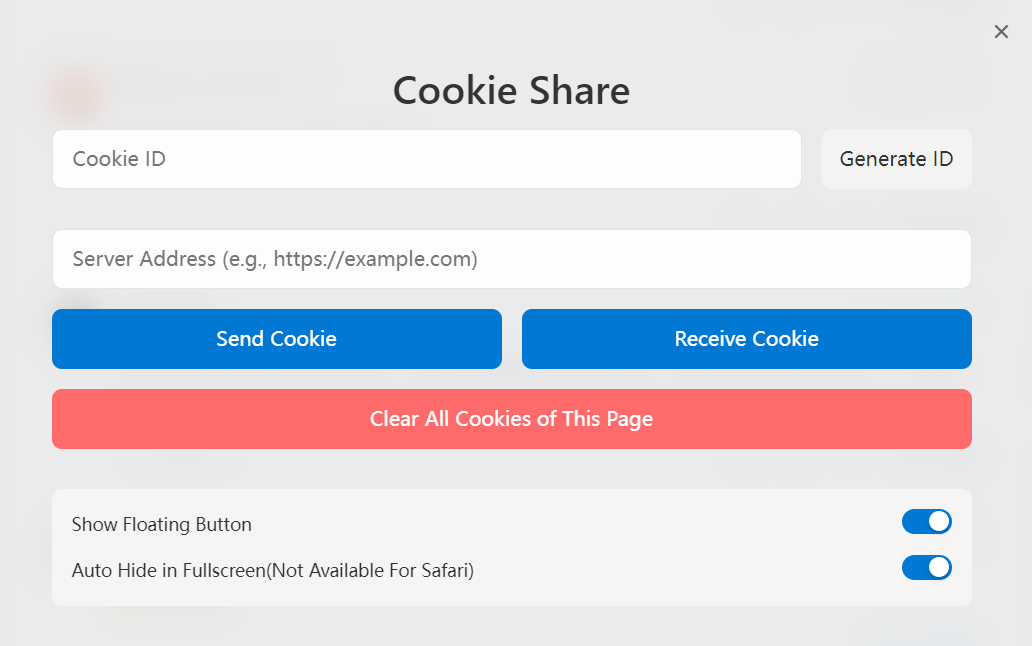 Cookie Share
Cookie ID
Generate ID
Server Address (e.g., https://example.com)
Send Cookie
Receive Cookie
Clear All Cookies of This Page
Show Floating Button
Auto Hide in Fullscreen(Not Available For Safari)